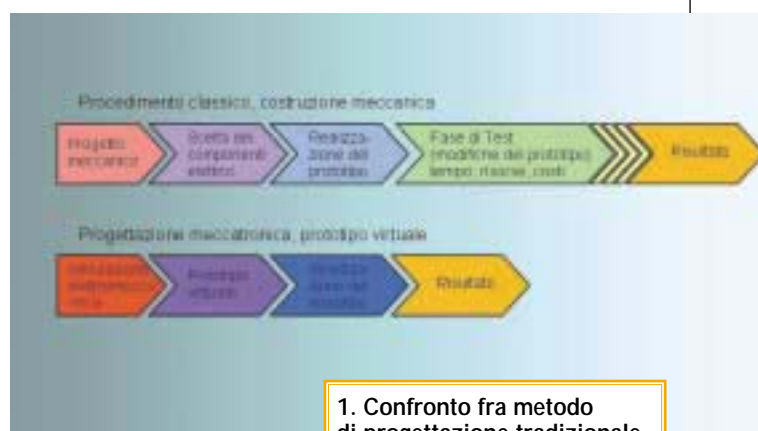 Procedimento classico, costruzione meccanica
Progetto
meccanico
Scelta dei
componenti
elettrici
Realizza-
zione del
prototipo
Fase di Test
(modifiche del prototipo)
tempo, risorse, costi
Risultato
Progettazione meccatronica, prototipo virtuale
Prototipo
virtuale
Risultato
1. Confronto fra metodo
di progettazione tradizionale